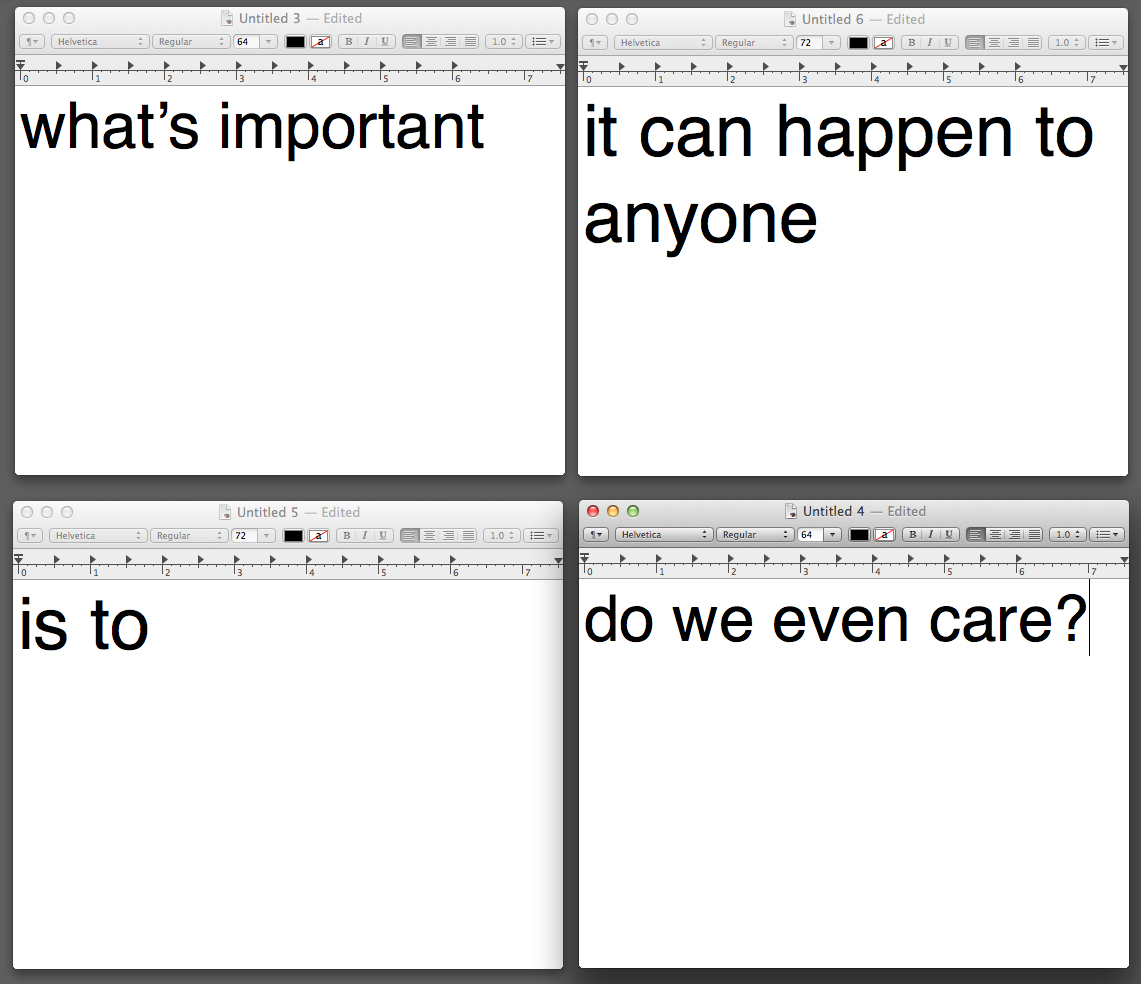 Untitled 3 — Edited
¶ Helvetica Regular 64 a B I U 1.0
0 1 2 3 4 5 6 7
what’s important
Untitled 6 — Edited
¶ Helvetica Regular 72 a B I U 1.0
0 1 2 3 4 5 6 7
it can happen to
anyone
Untitled 5 — Edited
¶ Helvetica Regular 72 a B I U 1.0
0 1 2 3 4 5 6 7
is to
Untitled 4 — Edited
¶ Helvetica Regular 64 a B I U 1.0
0 1 2 3 4 5 6 7
do we even care?